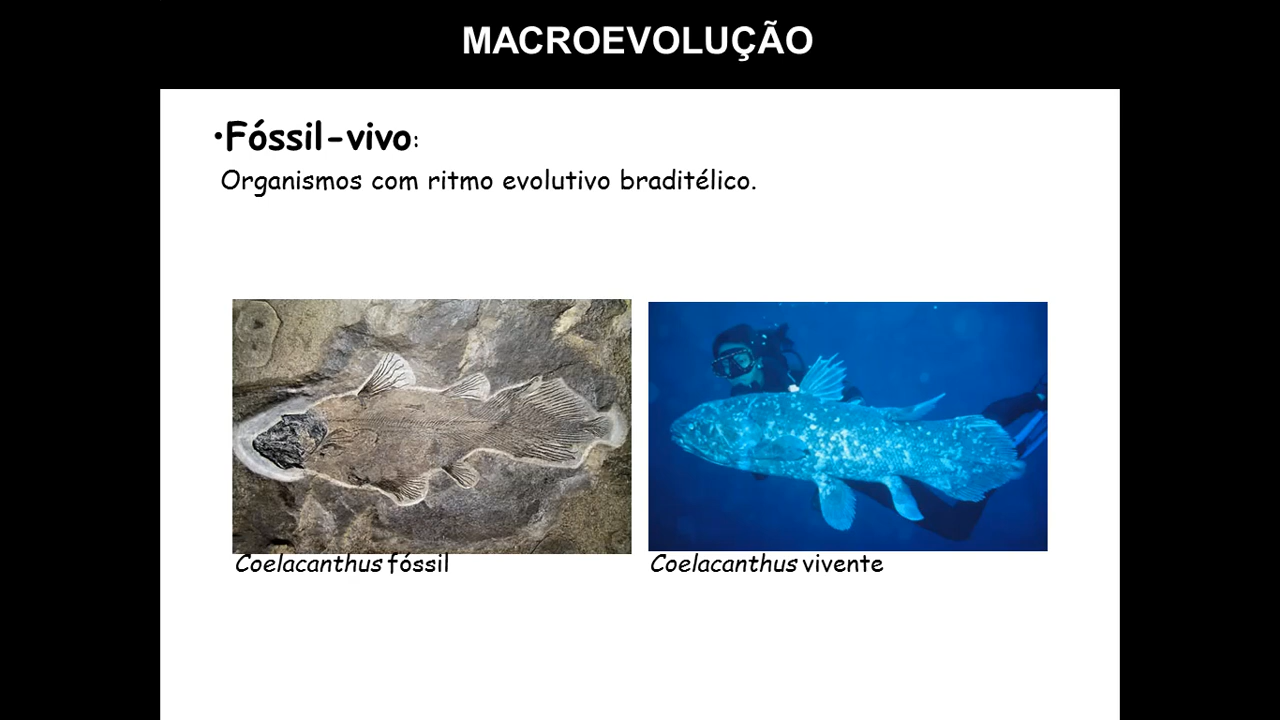 MACROEVOLUÇÃO
•Fóssil-vivo:
Organismos com ritmo evolutivo braditélico.
Coelacanthus fóssil
Coelacanthus vivente